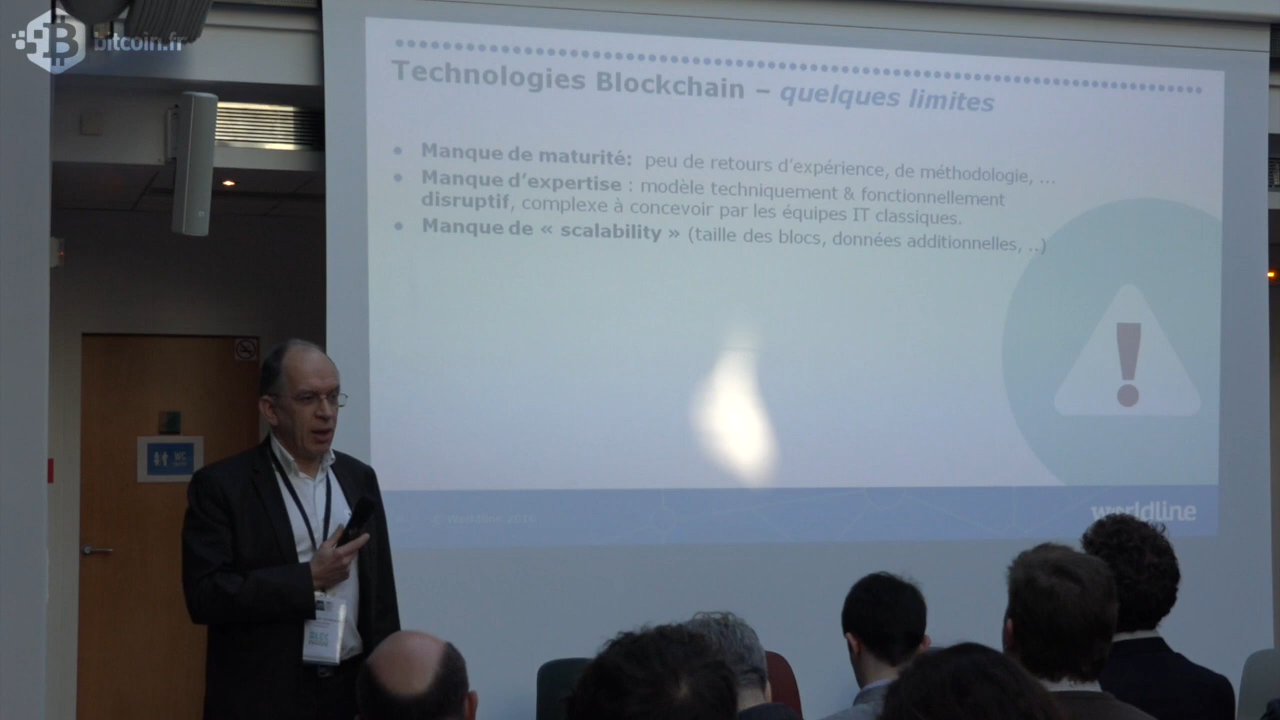 bitcoin.fr
Technologies Blockchain – quelques limites
• Manque de maturité: peu de retours d'expérience, de méthodologie, ...
• Manque d'expertise : modèle techniquement & fonctionnellement
disruptif, complexe à concevoir par les équipes IT classiques.
• Manque de « scalability » (taille des blocs, données additionnelles, ..)
WC
worldline